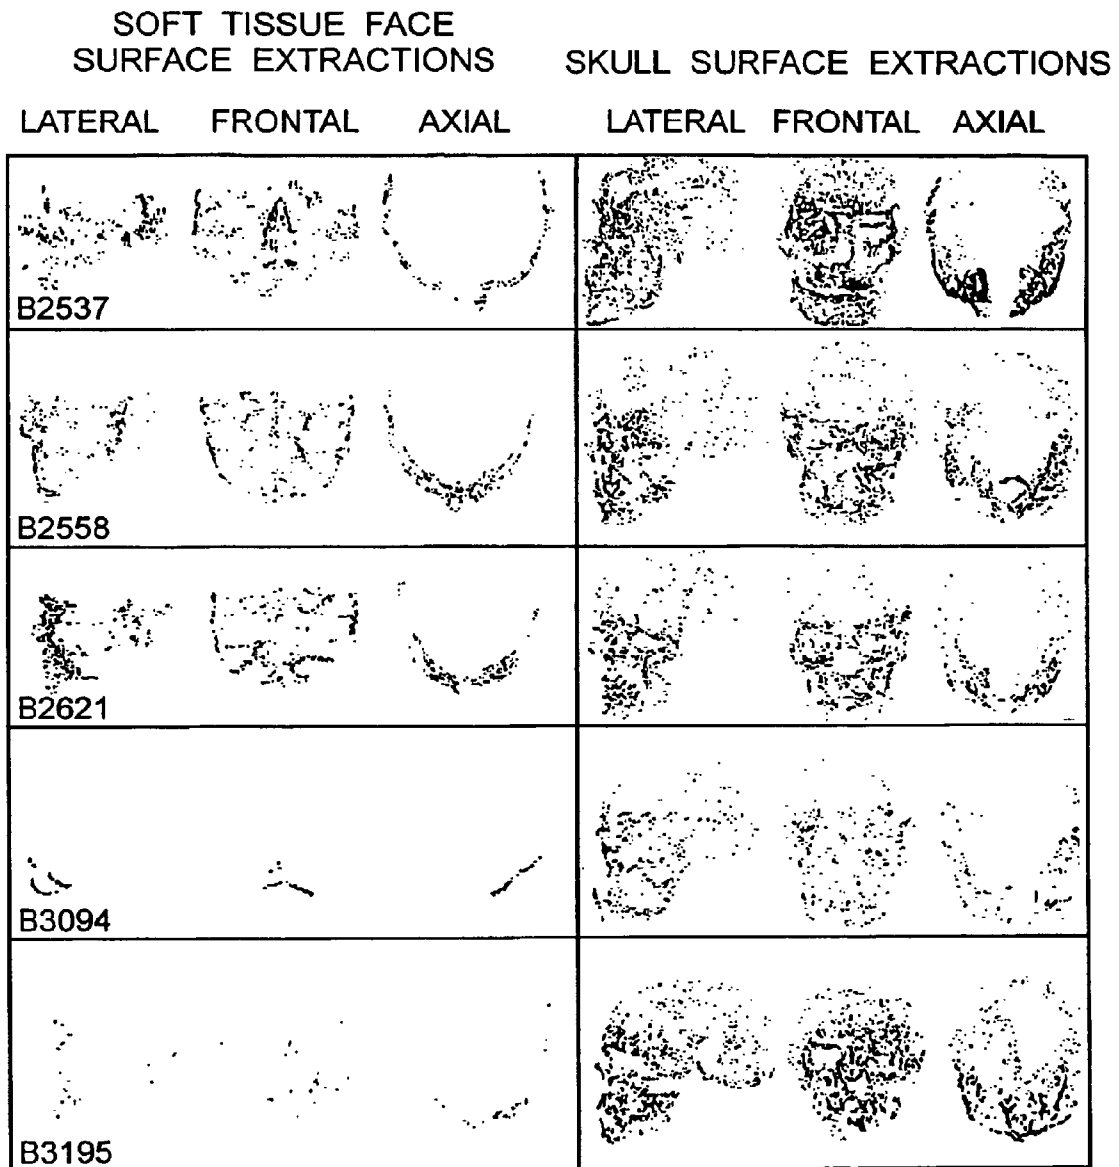 SOFT TISSUE FACE
SURFACE EXTRACTIONS
SKULL SURFACE EXTRACTIONS
LATERAL FRONTAL AXIAL
LATERAL FRONTAL AXIAL
B2537
B2558
B2621
B3094
B3195